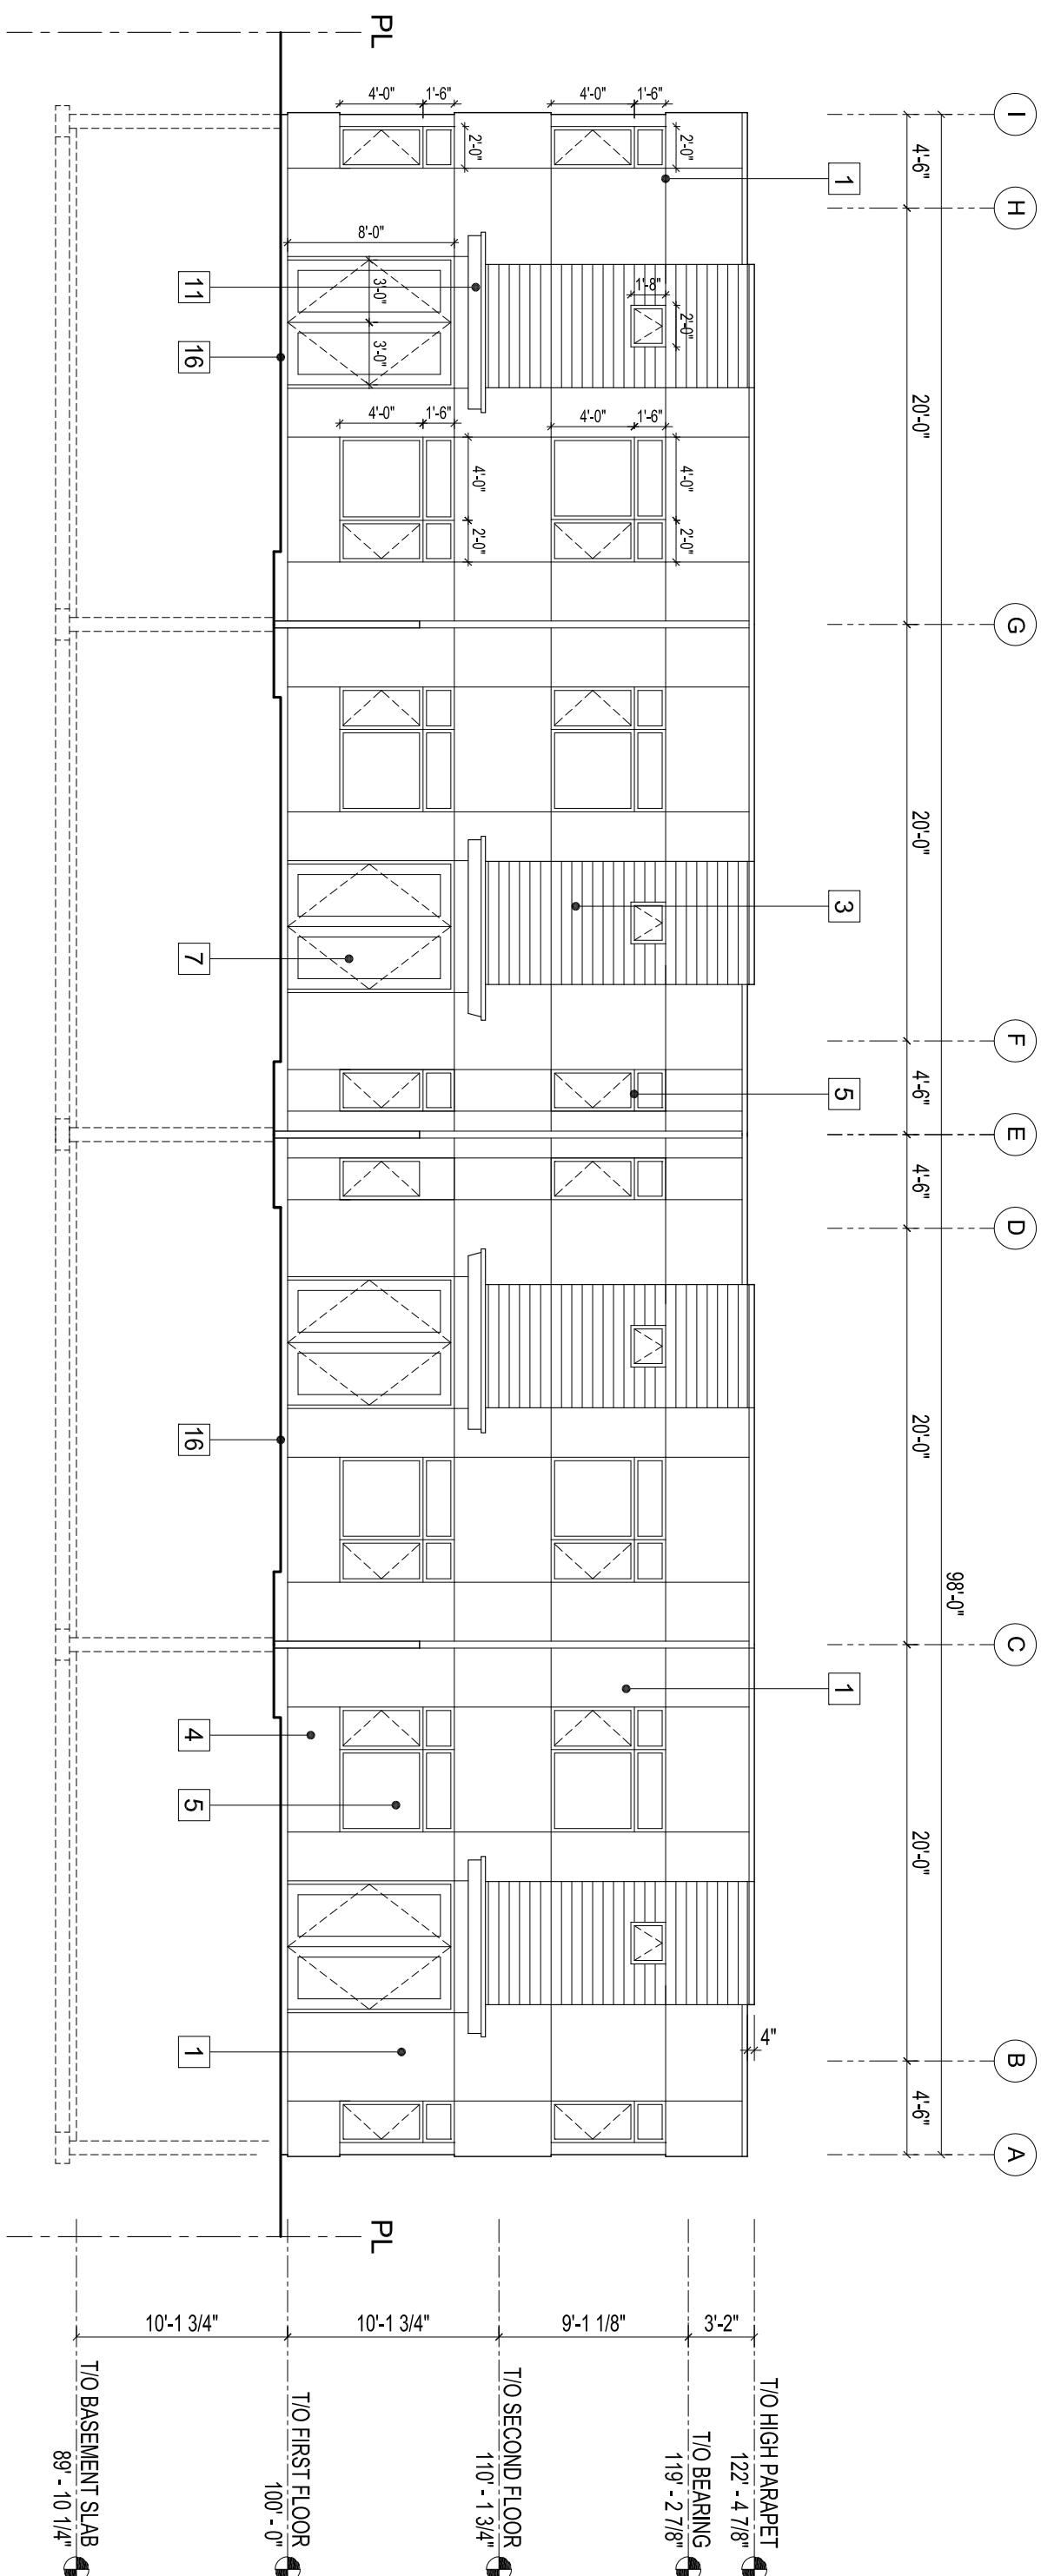 I
H
G
F
E
D
C
B
A
98'-0"
4'-6"
20'-0"
20'-0"
4'-6"
4'-6"
20'-0"
20'-0"
4'-6"
1
3
5
1
4"
2'-0"
1'-6"
4'-0"
1'-8"
2'-0"
1'-6"
4'-0"
4'-0"
2'-0"
2'-0"
1'-6"
4'-0"
8'-0"
3'-0"
3'-0"
1'-6"
4'-0"
4'-0"
2'-0"
PL
PL
11
16
7
16
4
5
1
3'-2"
9'-1 1/8"
10'-1 3/4"
10'-1 3/4"
T/O HIGH PARAPET
122' - 4 7/8"
T/O BEARING
119' - 2 7/8"
T/O SECOND FLOOR
110' - 1 3/4"
T/O FIRST FLOOR
100' - 0"
T/O BASEMENT SLAB
89' - 10 1/4"